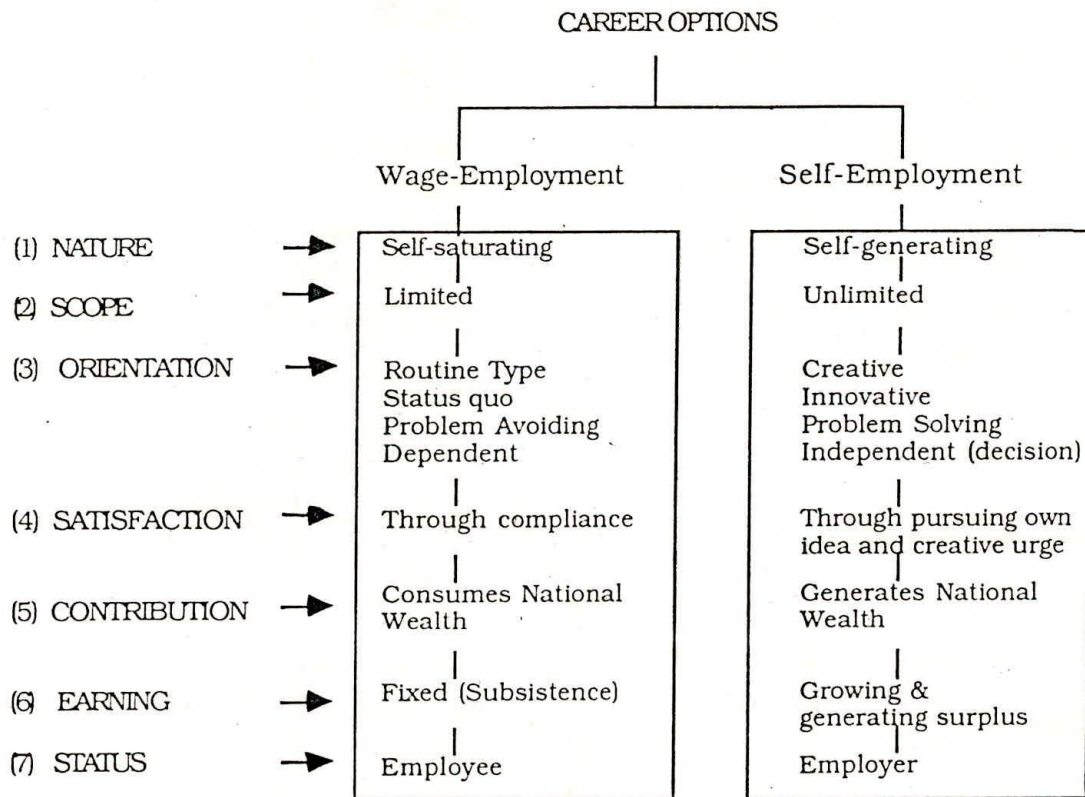 CAREER OPTIONS
Wage-Employment Self-Employment
(1) NATURE Self-saturating Self-generating
(2) SCOPE Limited Unlimited
(3) ORIENTATION Routine Type Creative
Status quo Innovative
Problem Avoiding Problem Solving
Dependent Independent (decision)
(4) SATISFACTION Through compliance Through pursuing own
idea and creative urge
(5) CONTRIBUTION Consumes National Generates National
Wealth Wealth
(6) EARNING Fixed (Subsistence) Growing &
generating surplus
(7) STATUS Employee Employer